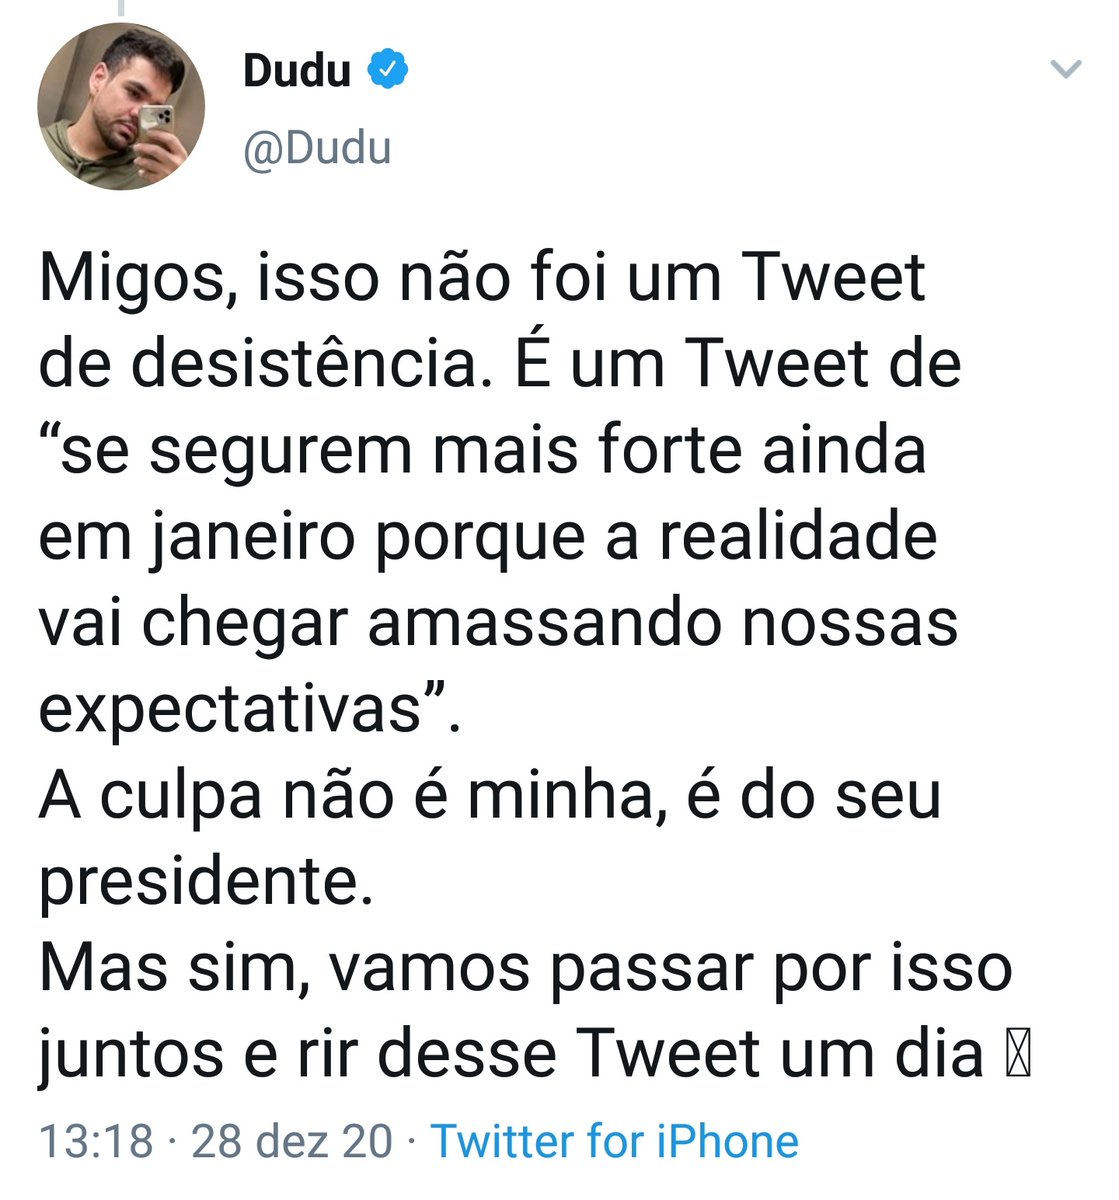 Dudu
@Dudu
Migos, isso não foi um Tweet
de desistência. É um Tweet de
“se segurem mais forte ainda
em janeiro porque a realidade
vai chegar amassando nossas
expectativas”.
A culpa não é minha, é do seu
presidente.
Mas sim, vamos passar por isso
juntos e rir desse Tweet um dia
13:18 · 28 dez 20 · Twitter for iPhone